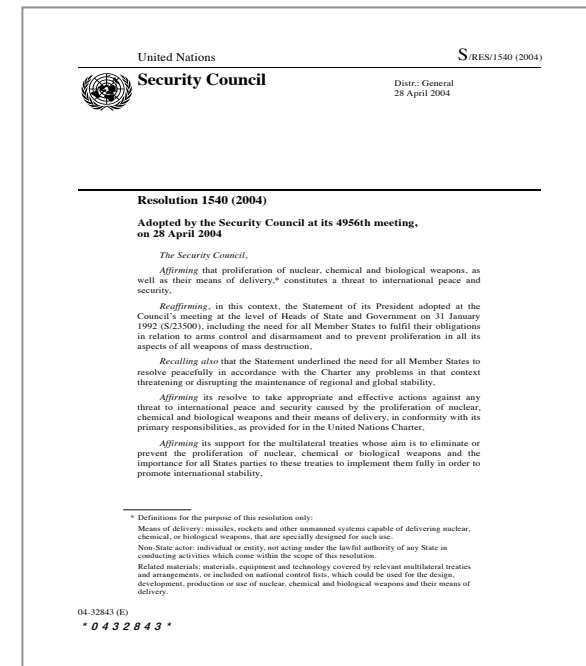 United Nations S/RES/1540 (2004)
Security Council
Distr.: General
28 April 2004
Resolution 1540 (2004)
Adopted by the Security Council at its 4956th meeting,
on 28 April 2004
The Security Council,
Affirming that proliferation of nuclear, chemical and biological weapons, as
well as their means of delivery,* constitutes a threat to international peace and
security,
Reaffirming, in this context, the Statement of its President adopted at the
Council's meeting at the level of Heads of State and Government on 31 January
1992 (S/23500), including the need for all Member States to fulfil their obligations
in relation to arms control and disarmament and to prevent proliferation in all its
aspects of all weapons of mass destruction,
Recalling also that the Statement underlined the need for all Member States to
resolve peacefully in accordance with the Charter any problems in that context
threatening or disrupting the maintenance of regional and global stability,
Affirming its resolve to take appropriate and effective actions against any
threat to international peace and security caused by the proliferation of nuclear,
chemical and biological weapons and their means of delivery, in conformity with its
primary responsibilities, as provided for in the United Nations Charter,
Affirming its support for the multilateral treaties whose aim is to eliminate or
prevent the proliferation of nuclear, chemical or biological weapons and the
importance for all States parties to these treaties to implement them fully in order to
promote international stability,
* Definitions for the purpose of this resolution only:
Means of delivery: missiles, rockets and other unmanned systems capable of delivering nuclear,
chemical, or biological weapons, that are specially designed for such use.
Non-State actor: individual or entity, not acting under the lawful authority of any State in
conducting activities which come within the scope of this resolution.
Related materials: materials, equipment and technology covered by relevant multilateral treaties
and arrangements, or included on national control lists, which could be used for the design,
development, production or use of nuclear, chemical and biological weapons and their means of
delivery.
04-32843 (E)
*0432843*